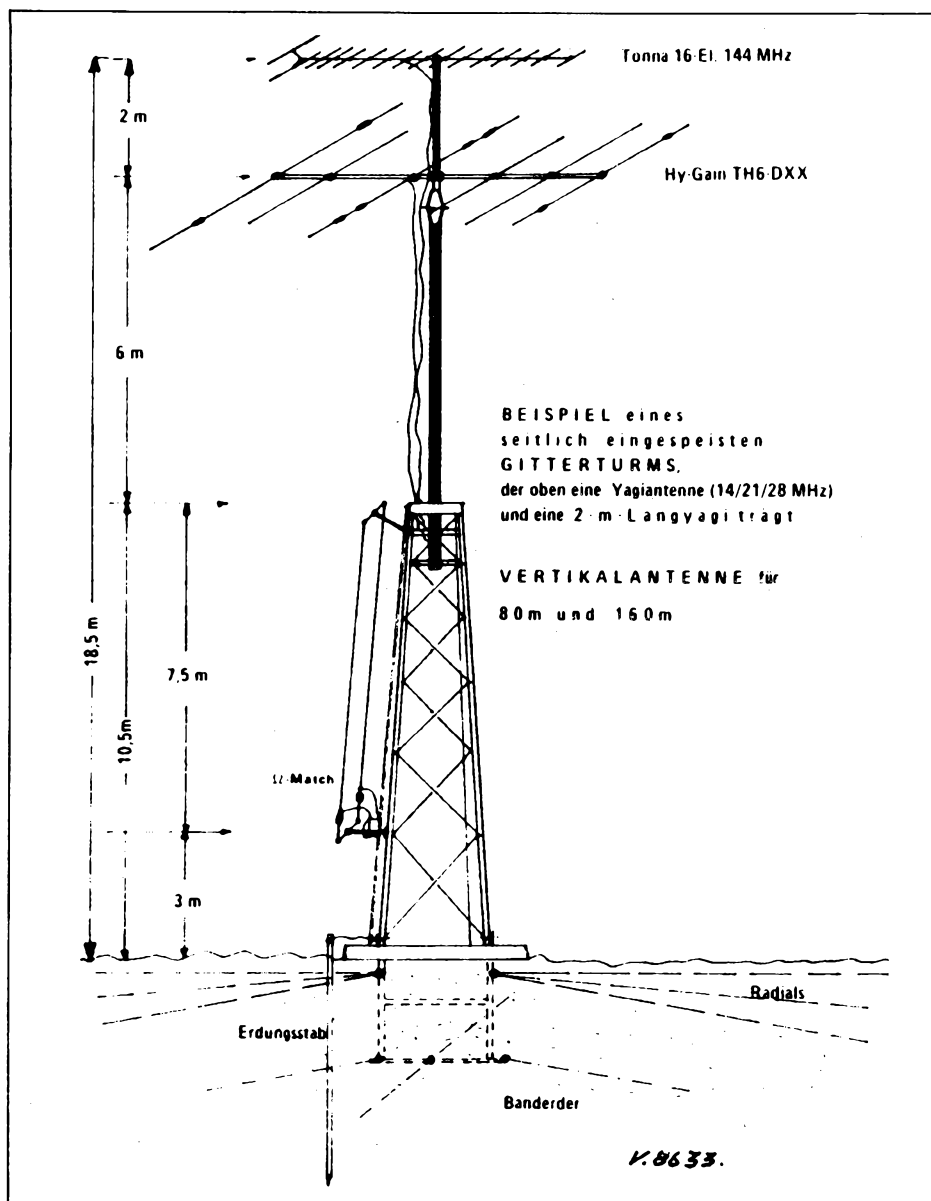 Tonna 16-El. 144 MHz
2 m
Hy-Gain TH6-DXX
6 m
BEISPIEL eines
seitlich eingespeisten
GITTERTURMS,
der oben eine Yagiantenne (14/21/28 MHz)
und eine 2-m-Langyagi trägt
VERTIKALANTENNE für
80m und 160m
18,5 m
10,5m
7,5 m
Ω-Match
3 m
Radials
Erdungsstab
Banderder
V.8633.